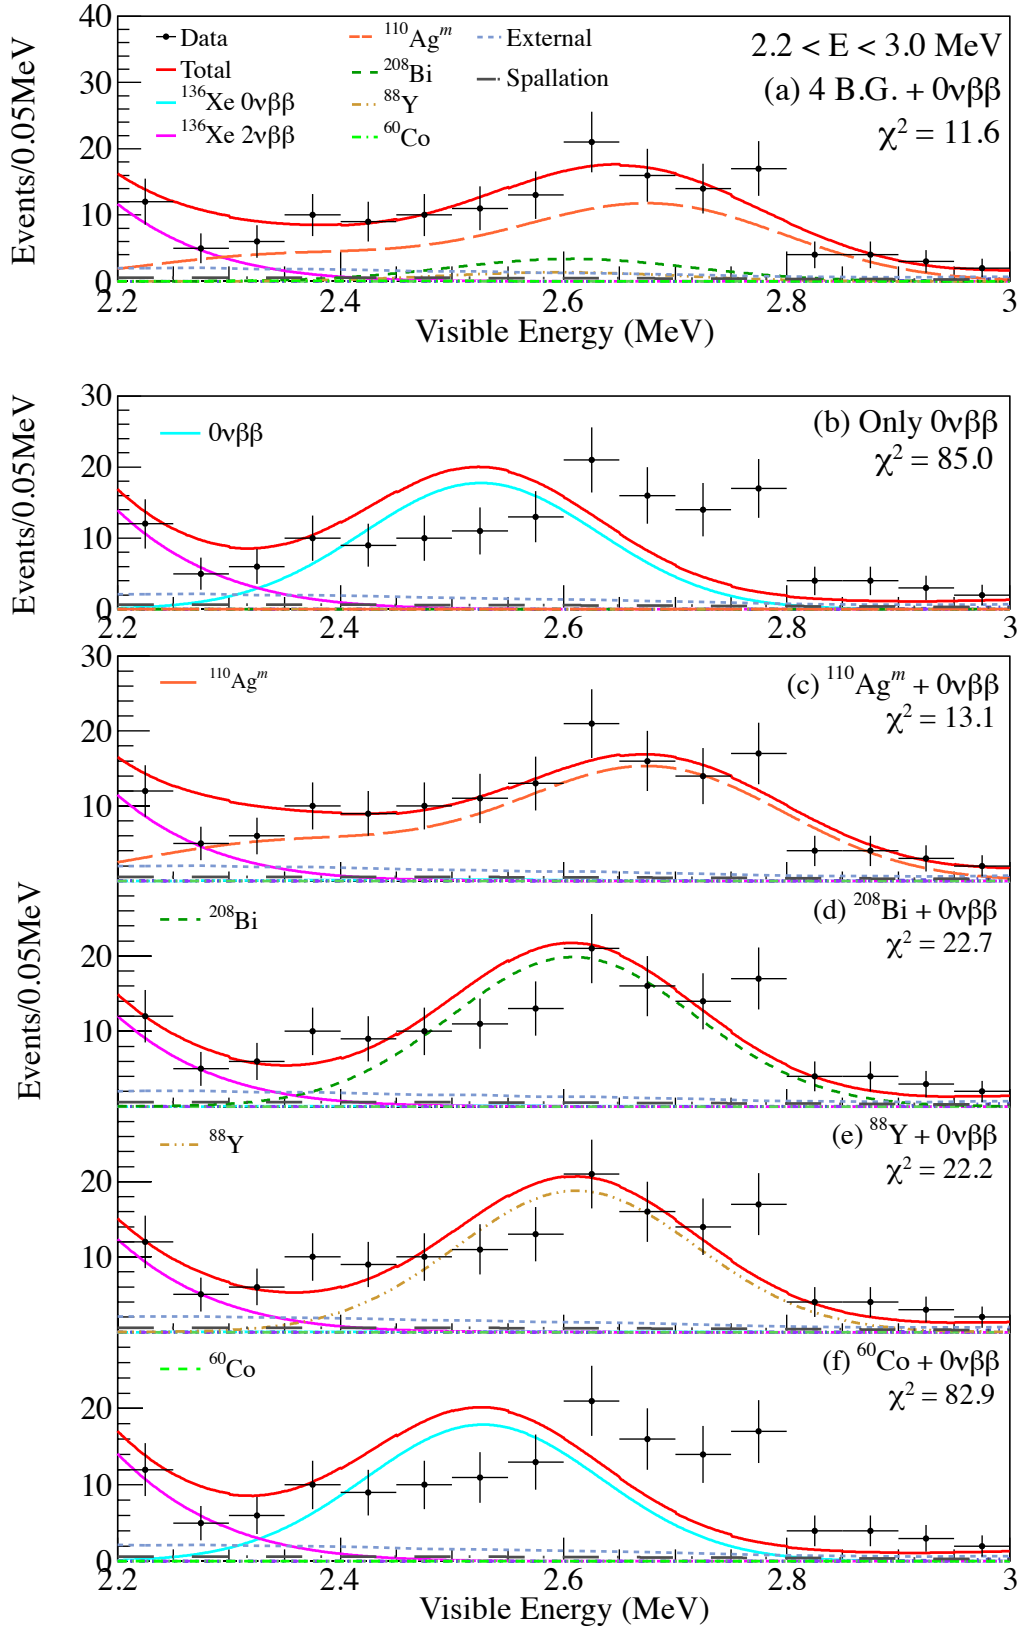 40
30
20
10
0
Events/0.05MeV
Data
Total
¹³⁶Xe 0νββ
¹³⁶Xe 2νββ
¹¹⁰Agᵐ
²⁰⁸Bi
⁸⁸Y
⁶⁰Co
External
Spallation
2.2 < E < 3.0 MeV
(a) 4 B.G. + 0νββ
χ² = 11.6
2.2 2.4 2.6 2.8 3
Visible Energy (MeV)
30
20
10
0
Events/0.05MeV
0νββ
(b) Only 0νββ
χ² = 85.0
2.2 2.4 2.6 2.8 3
30
20
10
¹¹⁰Agᵐ
(c) ¹¹⁰Agᵐ + 0νββ
χ² = 13.1
Events/0.05MeV
20
10
²⁰⁸Bi
(d) ²⁰⁸Bi + 0νββ
χ² = 22.7
20
10
⁸⁸Y
(e) ⁸⁸Y + 0νββ
χ² = 22.2
20
10
0
⁶⁰Co
(f) ⁶⁰Co + 0νββ
χ² = 82.9
2.2 2.4 2.6 2.8 3
Visible Energy (MeV)